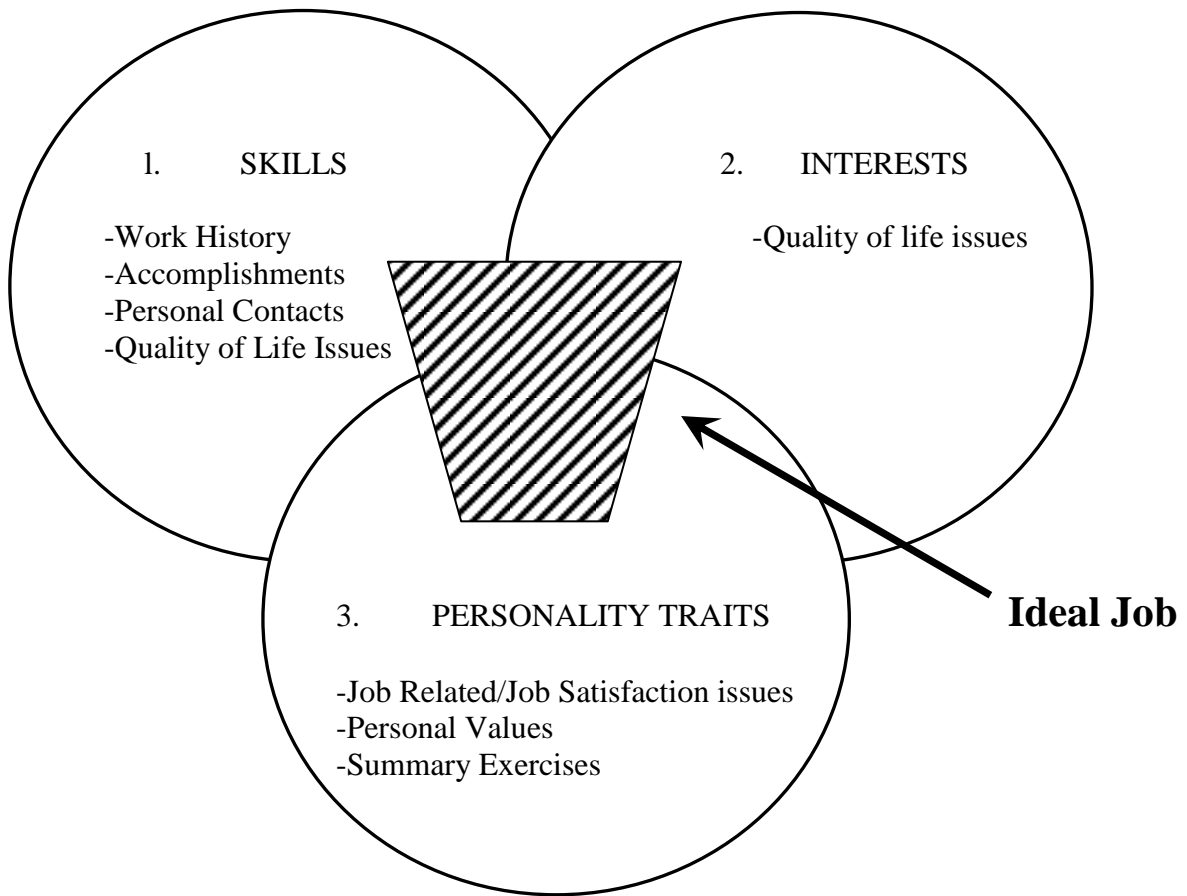 1. SKILLS
-Work History
-Accomplishments
-Personal Contacts
-Quality of Life Issues
2. INTERESTS
-Quality of life issues
3. PERSONALITY TRAITS
-Job Related/Job Satisfaction issues
-Personal Values
-Summary Exercises
Ideal Job